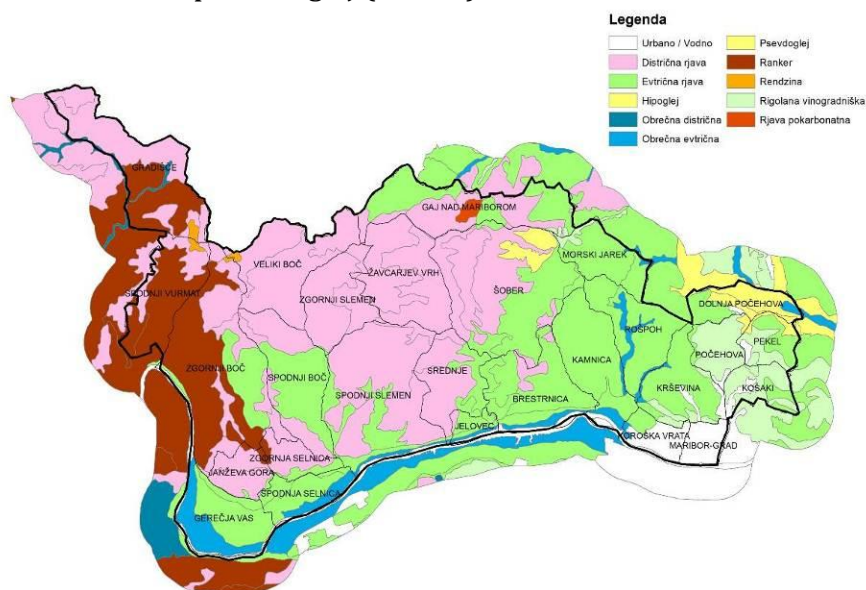 Legenda
Urbano / Vodno
Distrična rjava
Evtrična rjava
Hipoglej
Obrečna distrična
Obrečna evtrična
Psevdoglej
Ranker
Rendzina
Rigolana vinogradniška
Rjava pokarbonatna
GRADIŠČE
GAJ NAD MARIBOROM
VELIKI BOČ
ŽAVCARJEV VRH
MORSKI JAREK
SPODNJI VURMAT
ZGORNJI SLEMEN
ŠOBER
DOLNJA POČEHOVA
ROŠPOH
POČEHOVA
PEKEL
ZGORNJI BOČ
SPODNJI BOČ
SREDNJE
KAMNICA
KRŠEVINA
KOŠAKI
SPODNJI SLEMEN
BRESTRNICA
JELOVEC
KOROŠKA VRATA
MARIBOR-GRAD
ZGORNJA SELNICA
JANŽEVA GORA
SPODNJA SELNICA
GEREČJA VAS